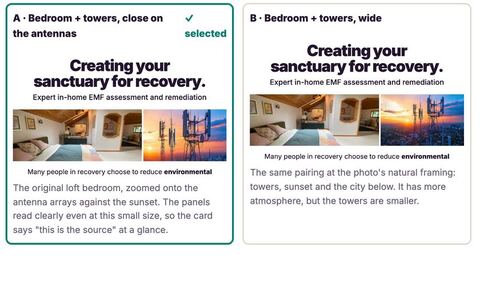 A · Bedroom + towers, close on
the antennas
✓
selected
Creating your
sanctuary for recovery.
Expert in-home EMF assessment and remediation
Many people in recovery choose to reduce environmental
The original loft bedroom, zoomed onto the
antenna arrays against the sunset. The panels
read clearly even at this small size, so the card
says "this is the source" at a glance.
B · Bedroom + towers, wide
Creating your
sanctuary for recovery.
Expert in-home EMF assessment and remediation
Many people in recovery choose to reduce environmental
The same pairing at the photo's natural framing:
towers, sunset and the city below. It has more
atmosphere, but the towers are smaller.